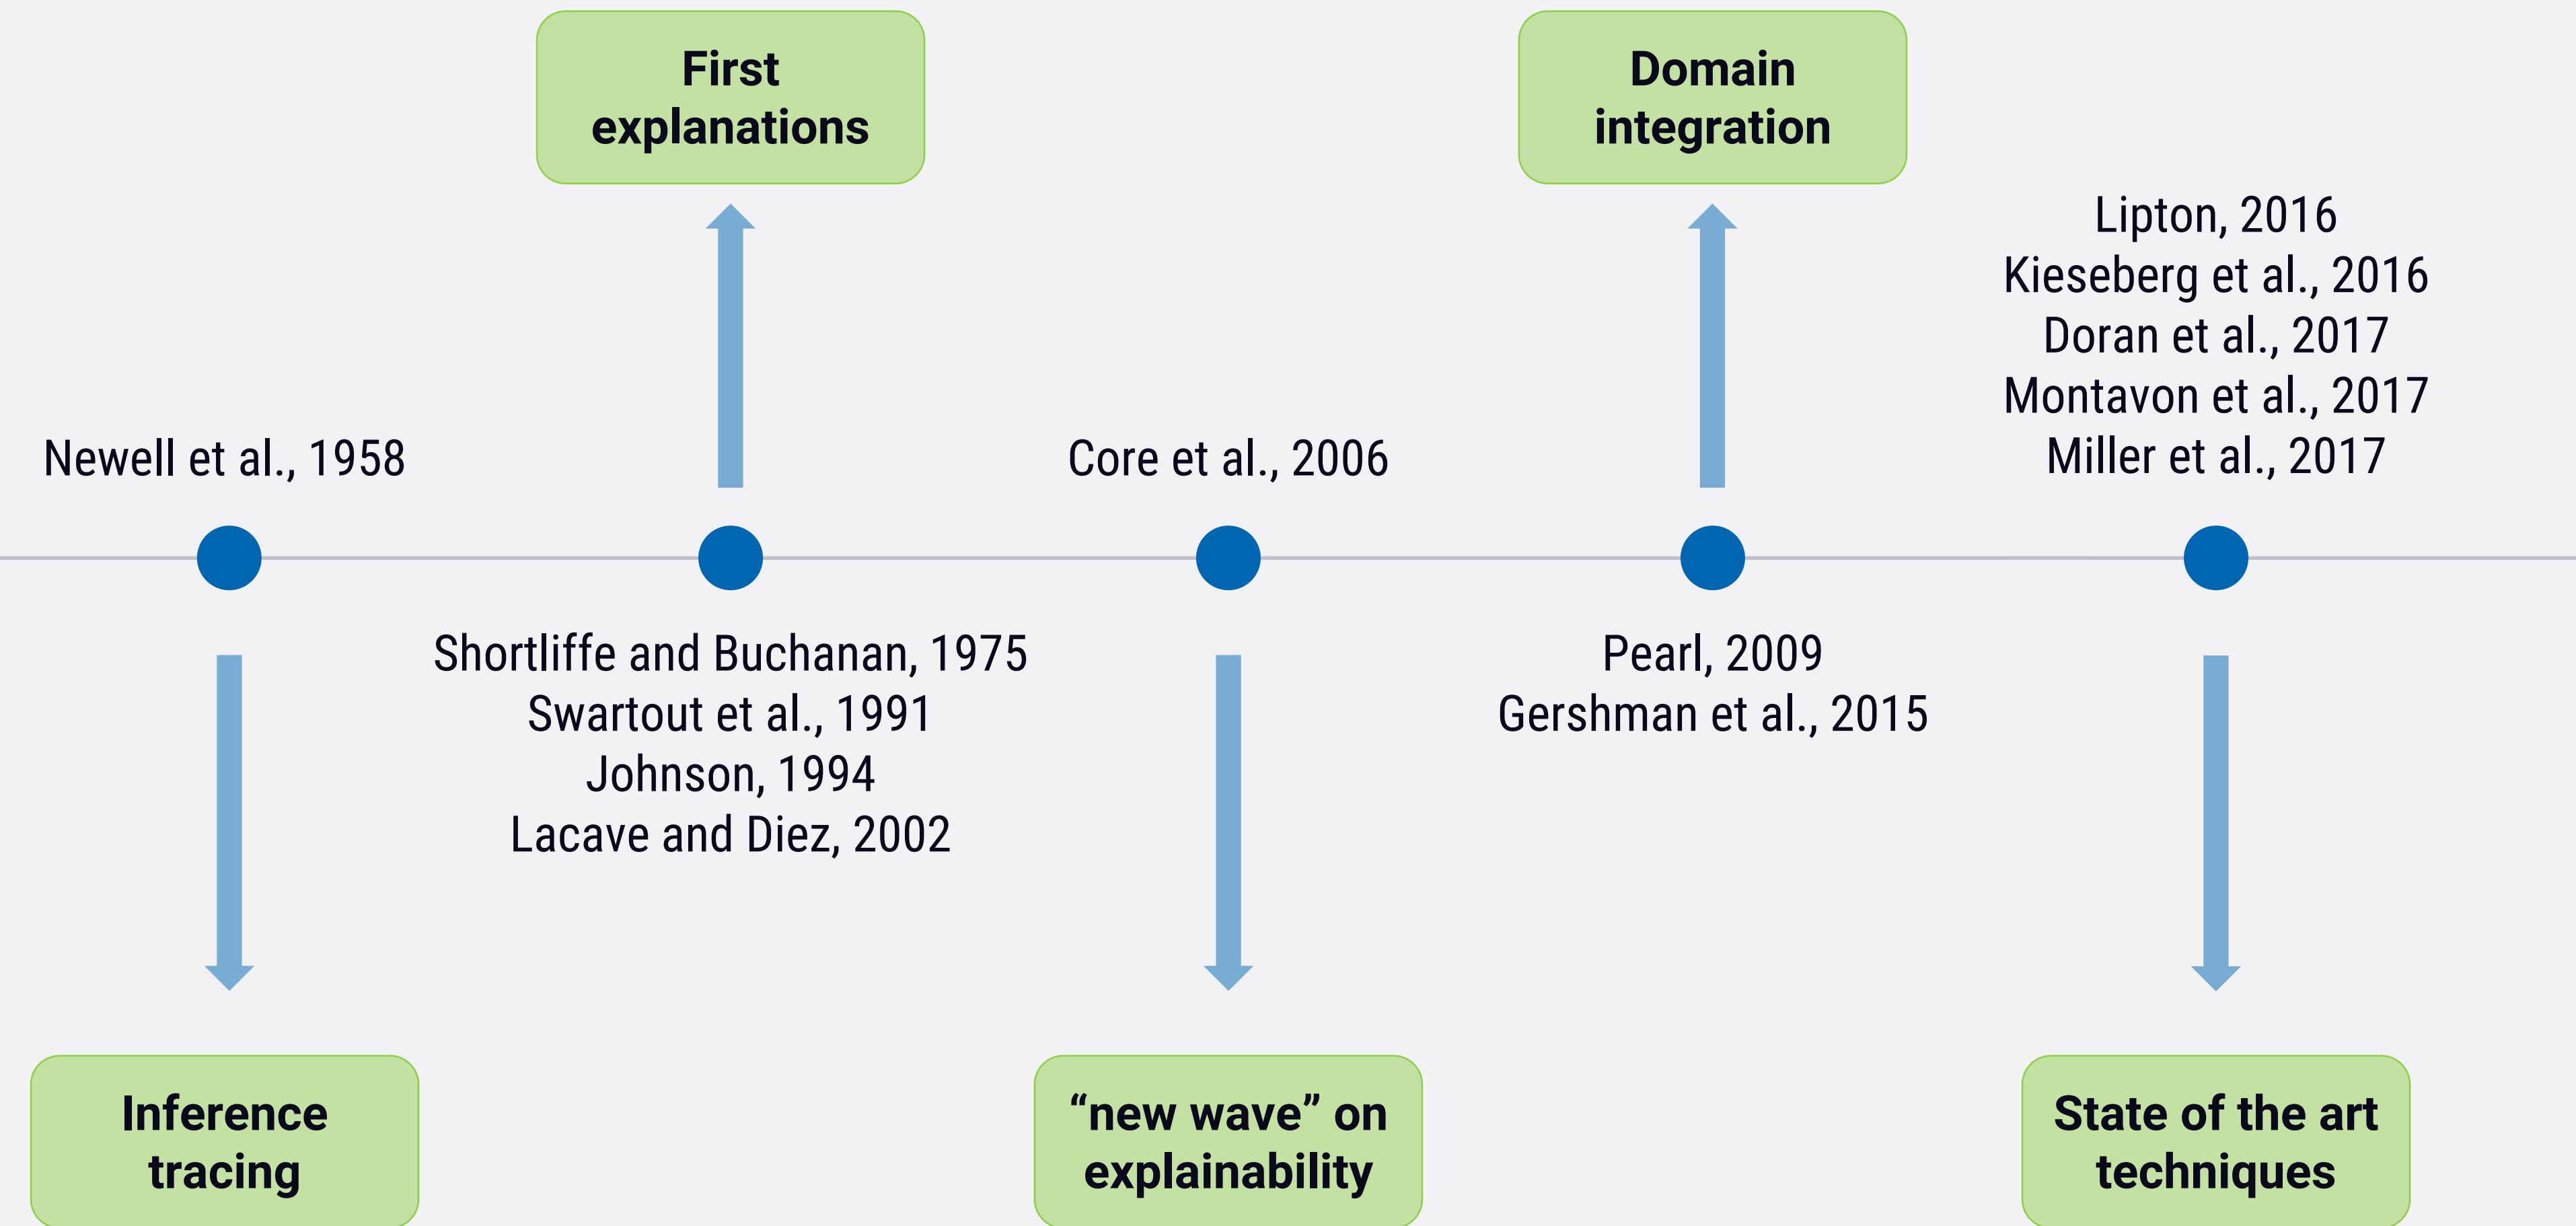 First
explanations
Domain
integration
Lipton, 2016
Kieseberg et al., 2016
Doran et al., 2017
Montavon et al., 2017
Miller et al., 2017
Newell et al., 1958
Core et al., 2006
Shortliffe and Buchanan, 1975
Swartout et al., 1991
Johnson, 1994
Lacave and Diez, 2002
Pearl, 2009
Gershman et al., 2015
Inference
tracing
“new wave” on
explainability
State of the art
techniques